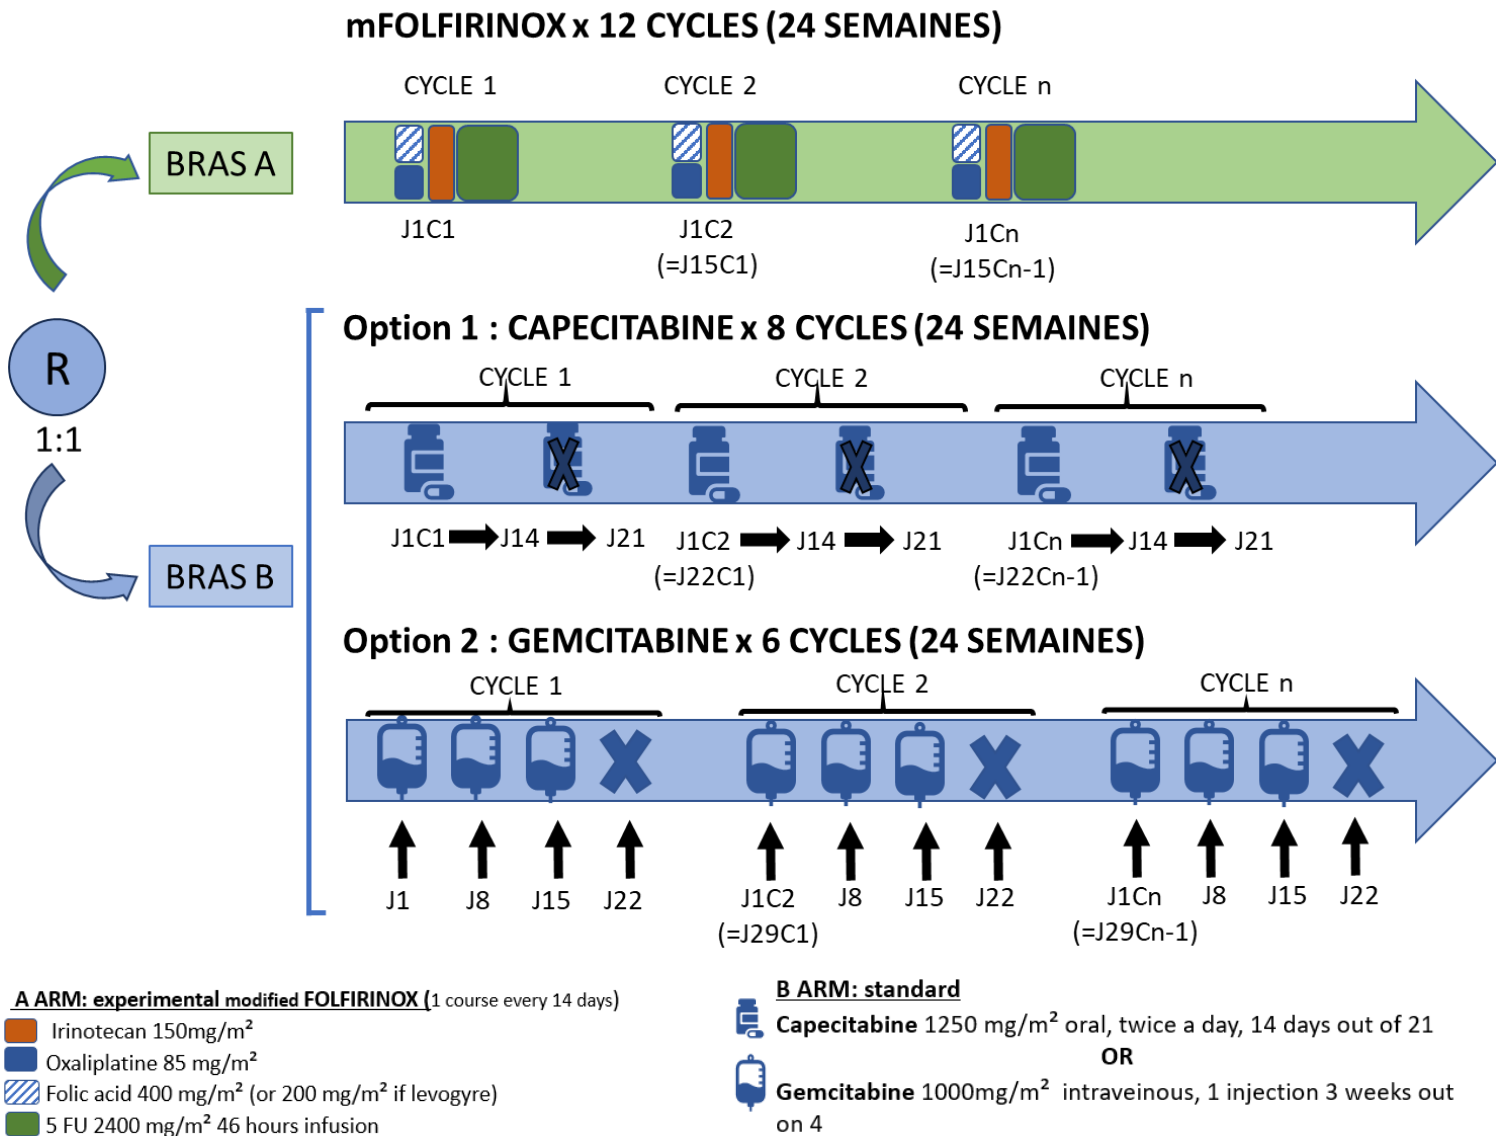 mFOLFIRINOX x 12 CYCLES (24 SEMAINES)
CYCLE 1 CYCLE 2 CYCLE n
BRAS A
J1C1 J1C2 J1Cn
(=J15C1) (=J15Cn-1)
R
1:1
BRAS B
Option 1 : CAPECITABINE x 8 CYCLES (24 SEMAINES)
CYCLE 1 CYCLE 2 CYCLE n
J1C1 J14 J21 J1C2 J14 J21 J1Cn J14 J21
(=J22C1) (=J22Cn-1)
Option 2 : GEMCITABINE x 6 CYCLES (24 SEMAINES)
CYCLE 1 CYCLE 2 CYCLE n
J1 J8 J15 J22 J1C2 J8 J15 J22 J1Cn J8 J15 J22
(=J29C1) (=J29Cn-1)
A ARM: experimental modified FOLFIRINOX (1 course every 14 days)
Irinotecan 150mg/m²
Oxaliplatine 85 mg/m²
Folic acid 400 mg/m² (or 200 mg/m² if levogyre)
5 FU 2400 mg/m² 46 hours infusion
B ARM: standard
Capecitabine 1250 mg/m² oral, twice a day, 14 days out of 21
OR
Gemcitabine 1000mg/m² intraveinous, 1 injection 3 weeks out
on 4